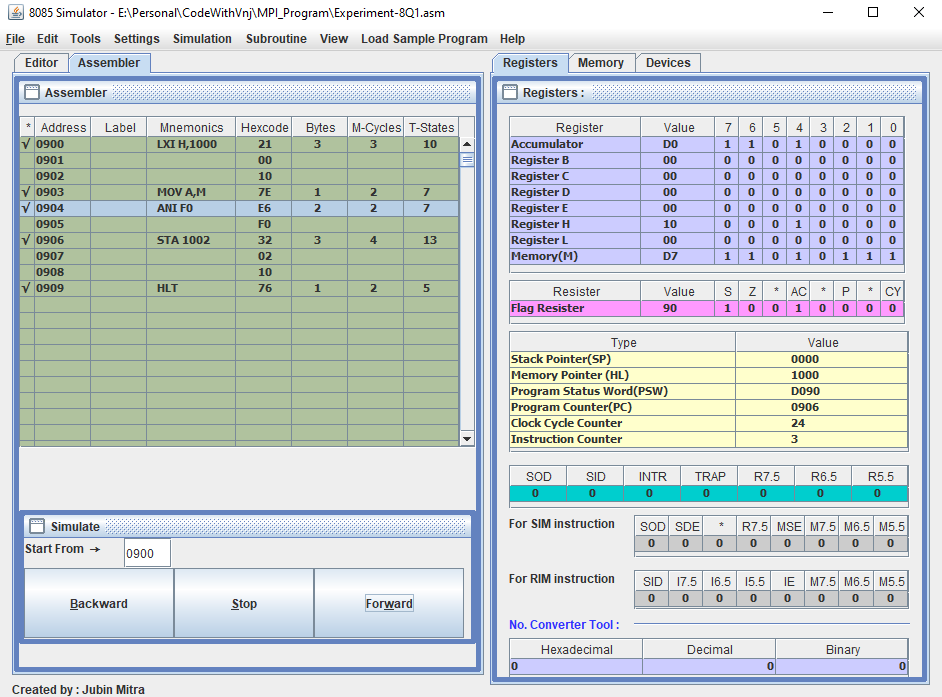 8085 Simulator - E:\Personal\CodeWithVnj\MPI_Program\Experiment-8Q1.asm
File Edit Tools Settings Simulation Subroutine View Load Sample Program Help
Editor Assembler
Assembler
* Address Label Mnemonics Hexcode Bytes M-Cycles T-States
√ 0900 LXI H,1000 21 3 3 10
0901 00
0902 10
√ 0903 MOV A,M 7E 1 2 7
√ 0904 ANI F0 E6 2 2 7
0905 F0
√ 0906 STA 1002 32 3 4 13
0907 02
0908 10
√ 0909 HLT 76 1 2 5
Simulate
Start From → 0900
Backward Stop Forward
Registers Memory Devices
Registers :
Register Value 7 6 5 4 3 2 1 0
Accumulator D0 1 1 0 1 0 0 0 0
Register B 00 0 0 0 0 0 0 0 0
Register C 00 0 0 0 0 0 0 0 0
Register D 00 0 0 0 0 0 0 0 0
Register E 00 0 0 0 0 0 0 0 0
Register H 10 0 0 0 1 0 0 0 0
Register L 00 0 0 0 0 0 0 0 0
Memory(M) D7 1 1 0 1 0 1 1 1
Resister Value S Z * AC * P * CY
Flag Resister 90 1 0 0 1 0 0 0 0
Type Value
Stack Pointer(SP) 0000
Memory Pointer (HL) 1000
Program Status Word(PSW) D090
Program Counter(PC) 0906
Clock Cycle Counter 24
Instruction Counter 3
SOD SID INTR TRAP R7.5 R6.5 R5.5
0 0 0 0 0 0 0
For SIM instruction SOD SDE * R7.5 MSE M7.5 M6.5 M5.5
0 0 0 0 0 0 0 0
For RIM instruction SID I7.5 I6.5 I5.5 IE M7.5 M6.5 M5.5
0 0 0 0 0 0 0 0
No. Converter Tool :
Hexadecimal Decimal Binary
0 0 0
Created by : Jubin Mitra